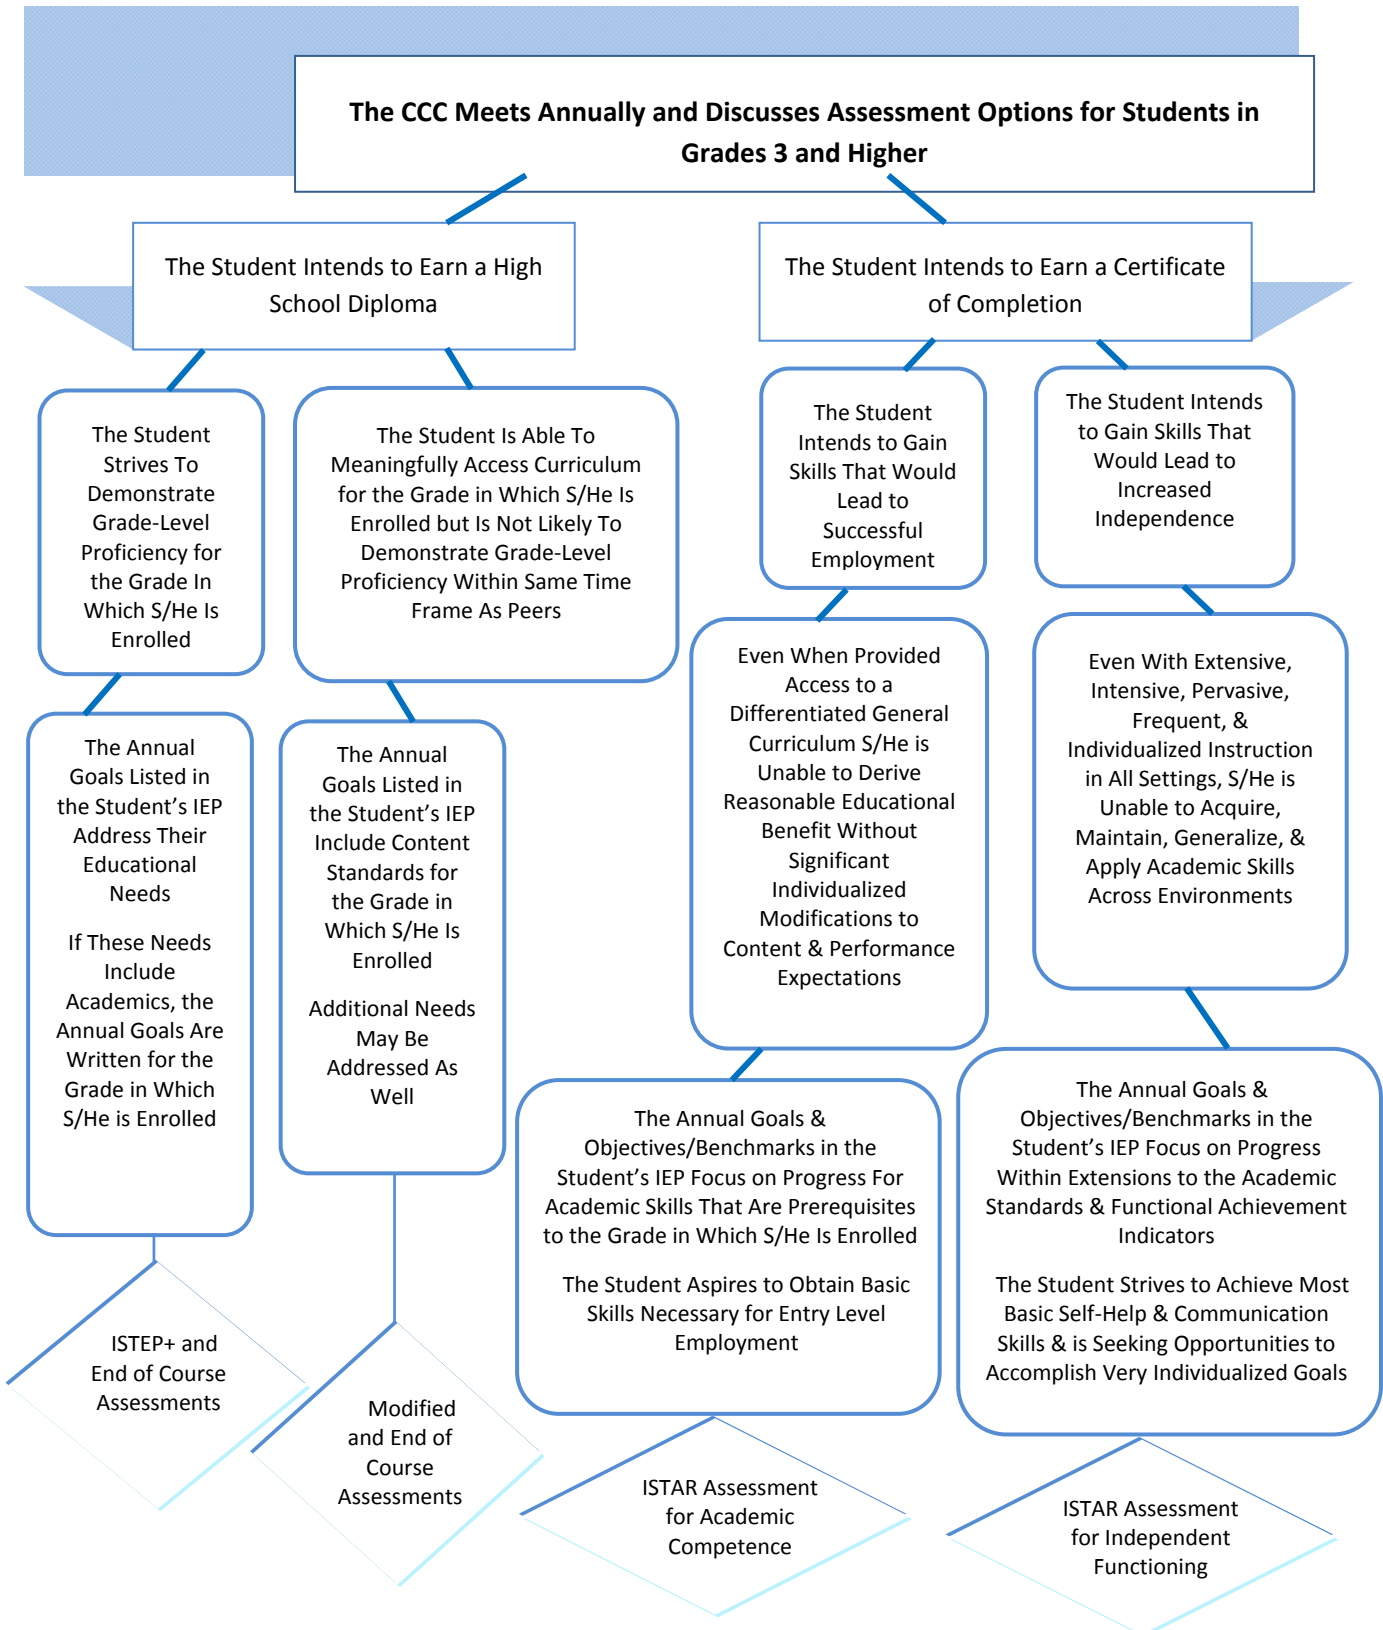 The CCC Meets Annually and Discusses Assessment Options for Students in
Grades 3 and Higher
The Student Intends to Earn a High
School Diploma
The Student Intends to Earn a Certificate
of Completion
The Student
Strives To
Demonstrate
Grade-Level
Proficiency for
the Grade In
Which S/He Is
Enrolled
The Student Is Able To
Meaningfully Access Curriculum
for the Grade in Which S/He Is
Enrolled but Is Not Likely To
Demonstrate Grade-Level
Proficiency Within Same Time
Frame As Peers
The Student
Intends to Gain
Skills That Would
Lead to
Successful
Employment
The Student Intends
to Gain Skills That
Would Lead to
Increased
Independence
The Annual
Goals Listed in
the Student’s IEP
Address Their
Educational
Needs
If These Needs
Include
Academics, the
Annual Goals Are
Written for the
Grade in Which
S/He is Enrolled
The Annual
Goals Listed in
the Student’s IEP
Include Content
Standards for
the Grade in
Which S/He Is
Enrolled
Additional Needs
May Be
Addressed As
Well
Even When Provided
Access to a
Differentiated General
Curriculum S/He is
Unable to Derive
Reasonable Educational
Benefit Without
Significant
Individualized
Modifications to
Content & Performance
Expectations
Even With Extensive,
Intensive, Pervasive,
Frequent, &
Individualized Instruction
in All Settings, S/He is
Unable to Acquire,
Maintain, Generalize, &
Apply Academic Skills
Across Environments
The Annual Goals &
Objectives/Benchmarks in the
Student’s IEP Focus on Progress For
Academic Skills That Are Prerequisites
to the Grade in Which S/He Is Enrolled
The Student Aspires to Obtain Basic
Skills Necessary for Entry Level
Employment
The Annual Goals &
Objectives/Benchmarks in the
Student’s IEP Focus on Progress
Within Extensions to the Academic
Standards & Functional Achievement
Indicators
The Student Strives to Achieve Most
Basic Self-Help & Communication
Skills & is Seeking Opportunities to
Accomplish Very Individualized Goals
ISTEP+ and
End of Course
Assessments
Modified
and End of
Course
Assessments
ISTAR Assessment
for Academic
Competence
ISTAR Assessment
for Independent
Functioning